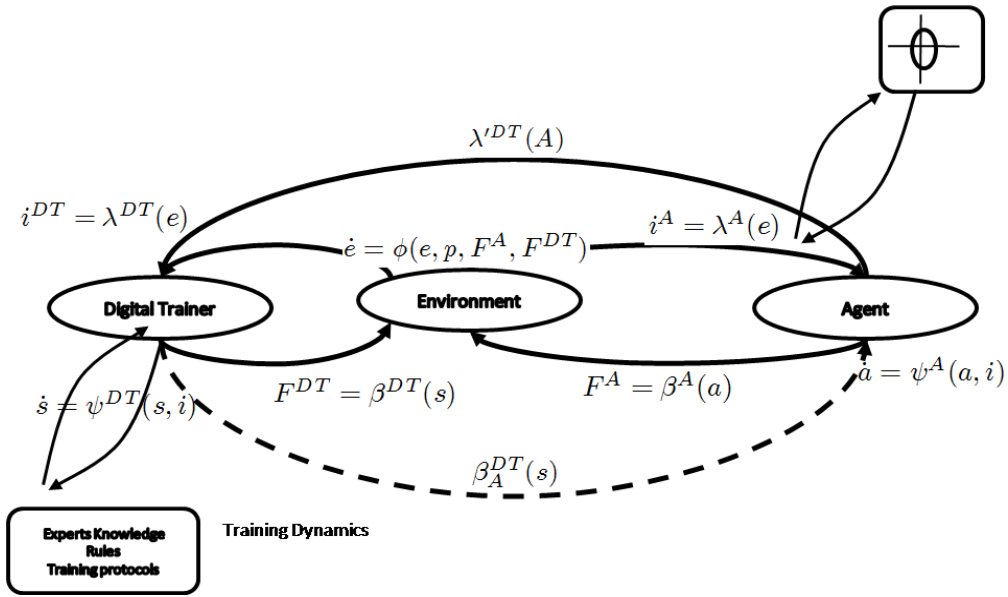 λ′^{DT}(A)
i^{DT} = λ^{DT}(e)
i^A = λ^A(e)
ė = ϕ(e, p, F^A, F^{DT})
Digital Trainer
Environment
Agent
ȧ = ψ^A(a, i)
F^{DT} = β^{DT}(s)
F^A = β^A(a)
ṡ = ψ^{DT}(s, i)
β_A^{DT}(s)
Training Dynamics
Experts Knowledge
Rules
Training protocols